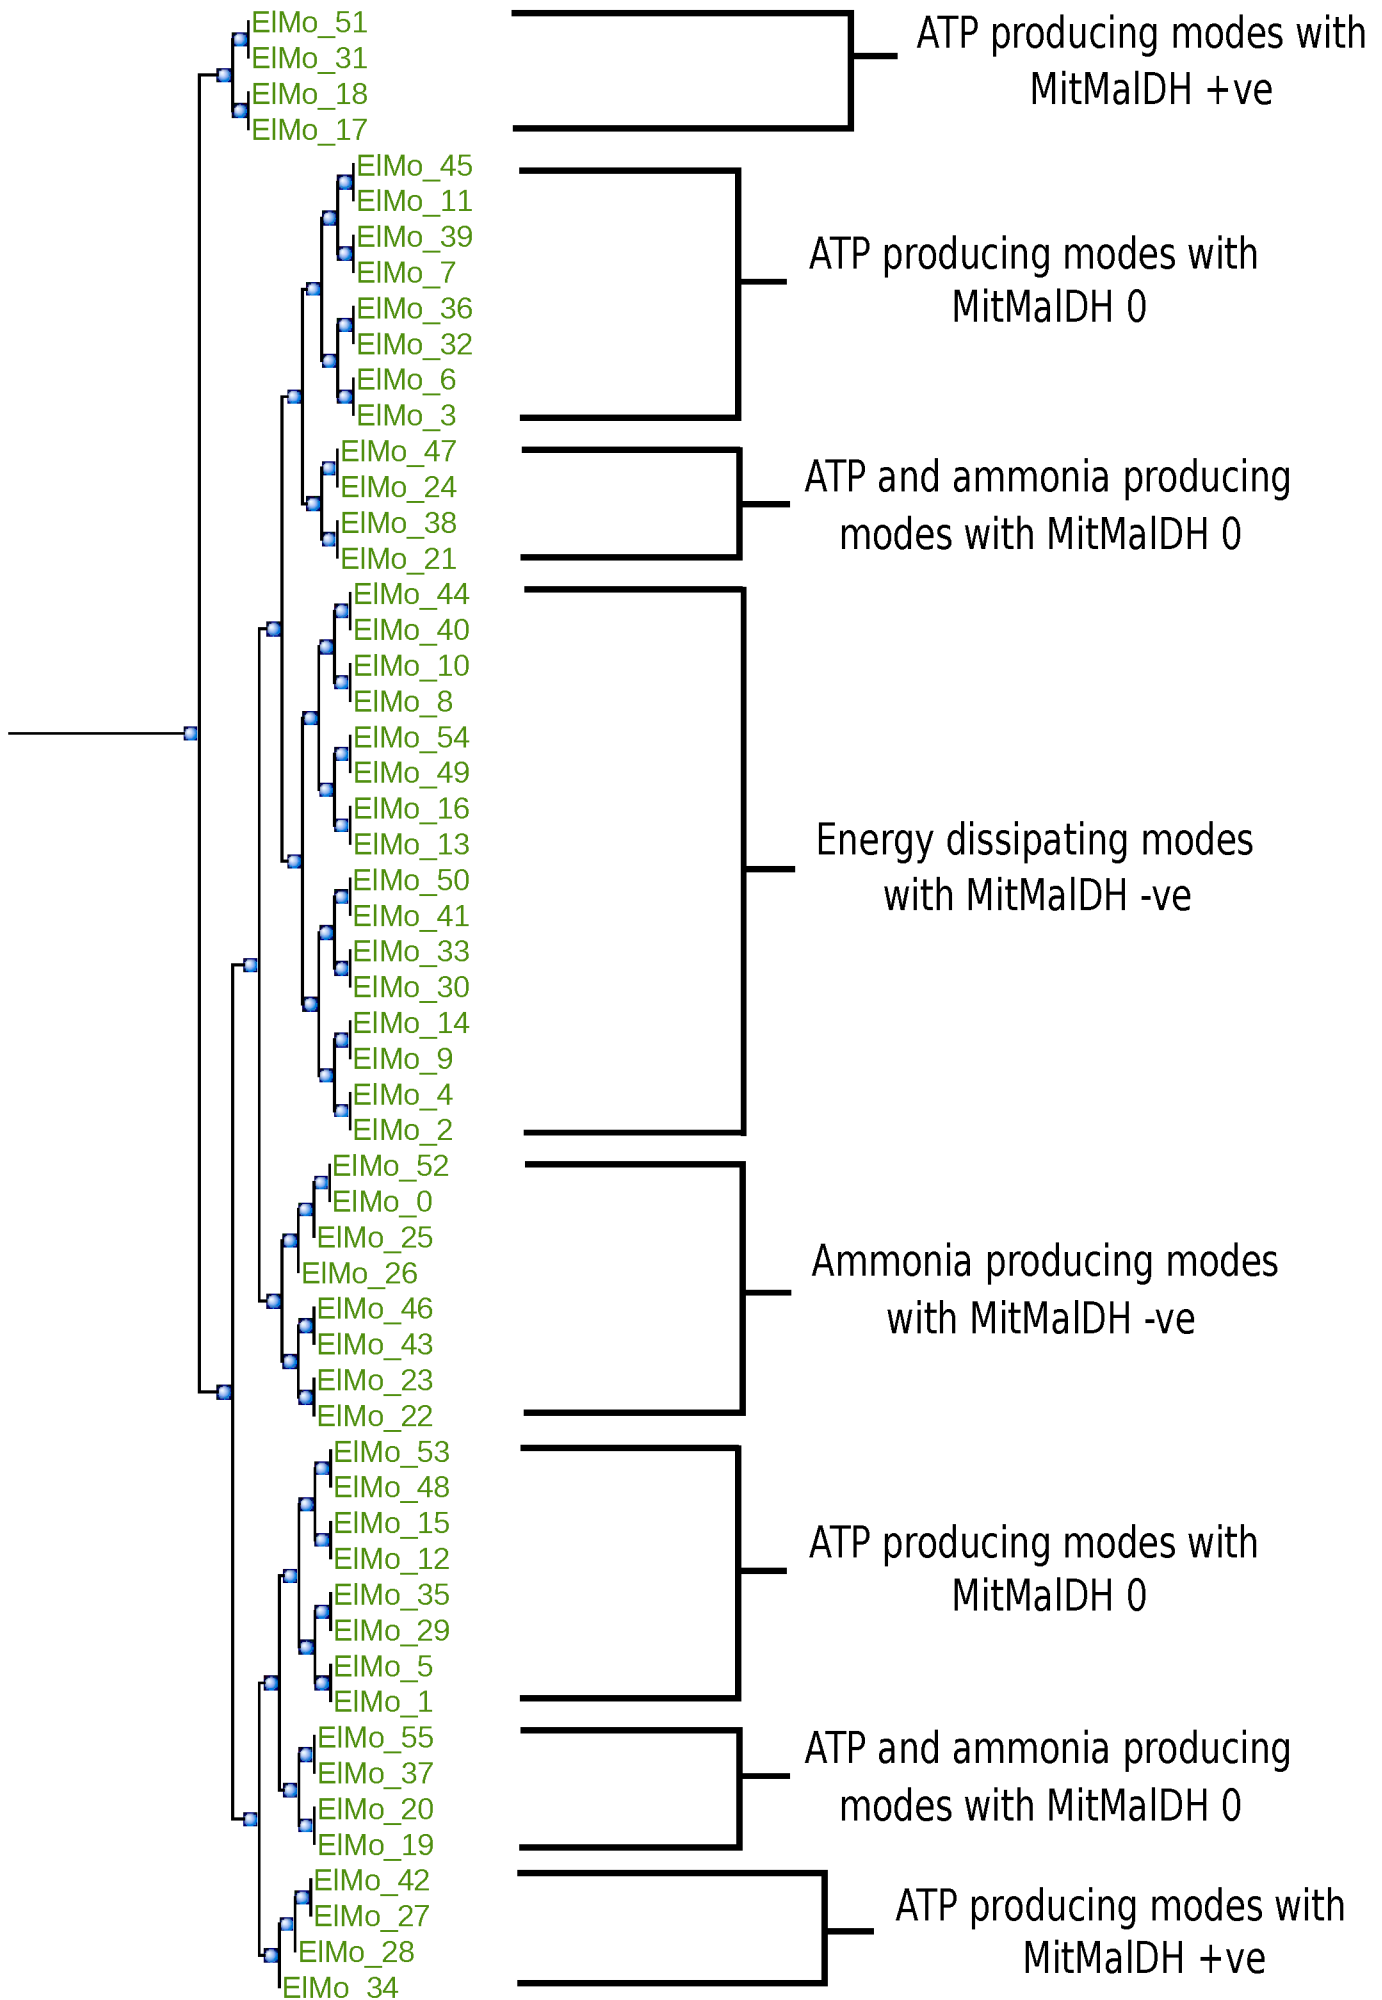 ElMo_51
ElMo_31
ElMo_18
ElMo_17
ATP producing modes with
MitMalDH +ve
ElMo_45
ElMo_11
ElMo_39
ElMo_7
ElMo_36
ElMo_32
ElMo_6
ElMo_3
ATP producing modes with
MitMalDH 0
ElMo_47
ElMo_24
ElMo_38
ElMo_21
ATP and ammonia producing
modes with MitMalDH 0
ElMo_44
ElMo_40
ElMo_10
ElMo_8
ElMo_54
ElMo_49
ElMo_16
ElMo_13
ElMo_50
ElMo_41
ElMo_33
ElMo_30
ElMo_14
ElMo_9
ElMo_4
ElMo_2
Energy dissipating modes
with MitMalDH -ve
ElMo_52
ElMo_0
ElMo_25
ElMo_26
ElMo_46
ElMo_43
ElMo_23
ElMo_22
Ammonia producing modes
with MitMalDH -ve
ElMo_53
ElMo_48
ElMo_15
ElMo_12
ElMo_35
ElMo_29
ElMo_5
ElMo_1
ATP producing modes with
MitMalDH 0
ElMo_55
ElMo_37
ElMo_20
ElMo_19
ATP and ammonia producing
modes with MitMalDH 0
ElMo_42
ElMo_27
ElMo_28
ElMo_34
ATP producing modes with
MitMalDH +ve